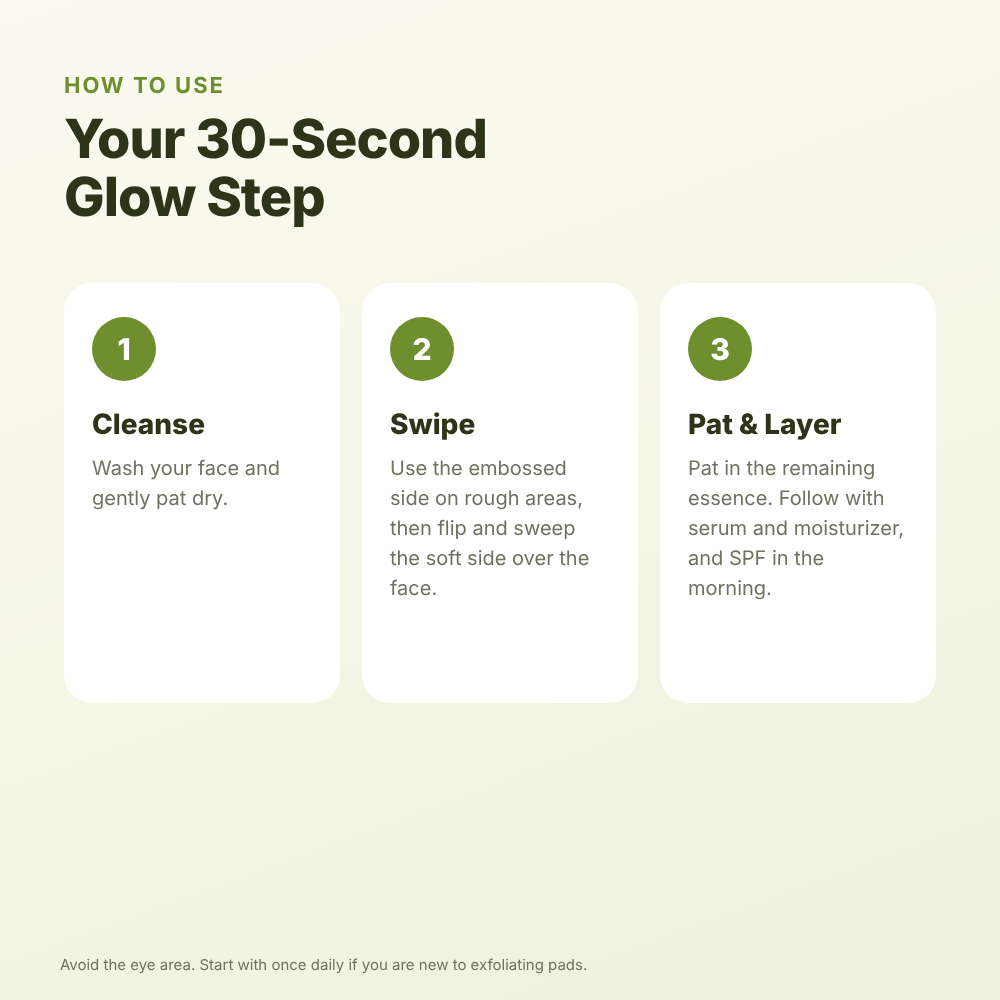 HOW TO USE
Your 30-Second
Glow Step
1
Cleanse
Wash your face and
gently pat dry.
2
Swipe
Use the embossed
side on rough areas,
then flip and sweep
the soft side over the
face.
3
Pat & Layer
Pat in the remaining
essence. Follow with
serum and moisturizer,
and SPF in the
morning.
Avoid the eye area. Start with once daily if you are new to exfoliating pads.